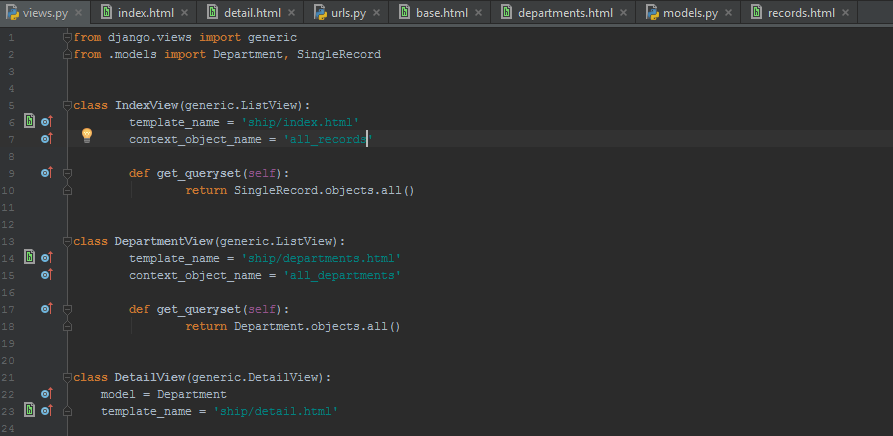 views.py × index.html × detail.html × urls.py × base.html × departments.html × models.py × records.html ×
1 from django.views import generic
2 from .models import Department, SingleRecord
3
4
5 class IndexView(generic.ListView):
6 template_name = 'ship/index.html'
7 context_object_name = 'all_records'
8
9 def get_queryset(self):
10 return SingleRecord.objects.all()
11
12
13 class DepartmentView(generic.ListView):
14 template_name = 'ship/departments.html'
15 context_object_name = 'all_departments'
16
17 def get_queryset(self):
18 return Department.objects.all()
19
20
21 class DetailView(generic.DetailView):
22 model = Department
23 template_name = 'ship/detail.html'
24